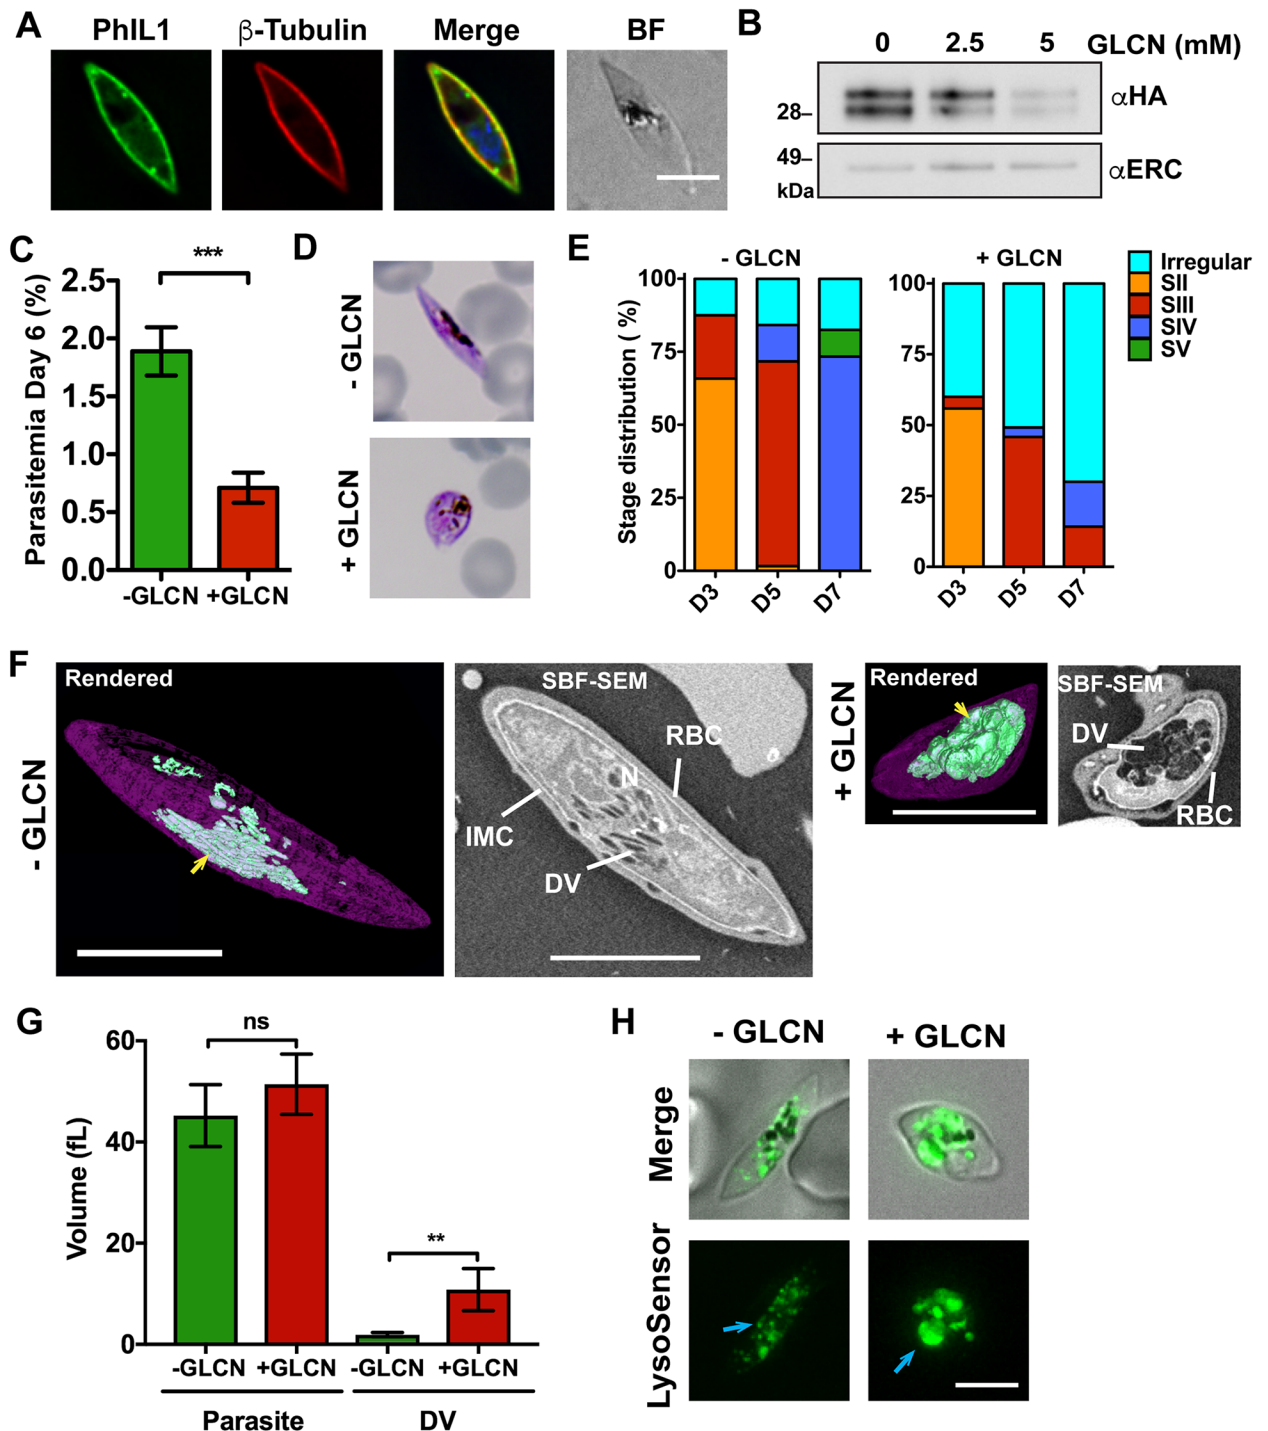 A
PhIL1
β-Tubulin
Merge
BF
B
0
2.5
5
GLCN (mM)
28–
αHA
49–
αERC
kDa
C
***
Parasitemia Day 6 (%)
2.5
2.0
1.5
1.0
0.5
0.0
-GLCN
+GLCN
D
- GLCN
+ GLCN
E
- GLCN
Stage distribution ( %)
100
75
50
25
0
D3
D5
D7
+ GLCN
100
75
50
25
0
D3
D5
D7
Irregular
SII
SIII
SIV
SV
F
- GLCN
Rendered
SBF-SEM
RBC
N
IMC
DV
+ GLCN
Rendered
SBF-SEM
DV
RBC
G
Volume (fL)
60
40
20
0
ns
**
-GLCN
+GLCN
-GLCN
+GLCN
Parasite
DV
H
- GLCN
+ GLCN
Merge
LysoSensor